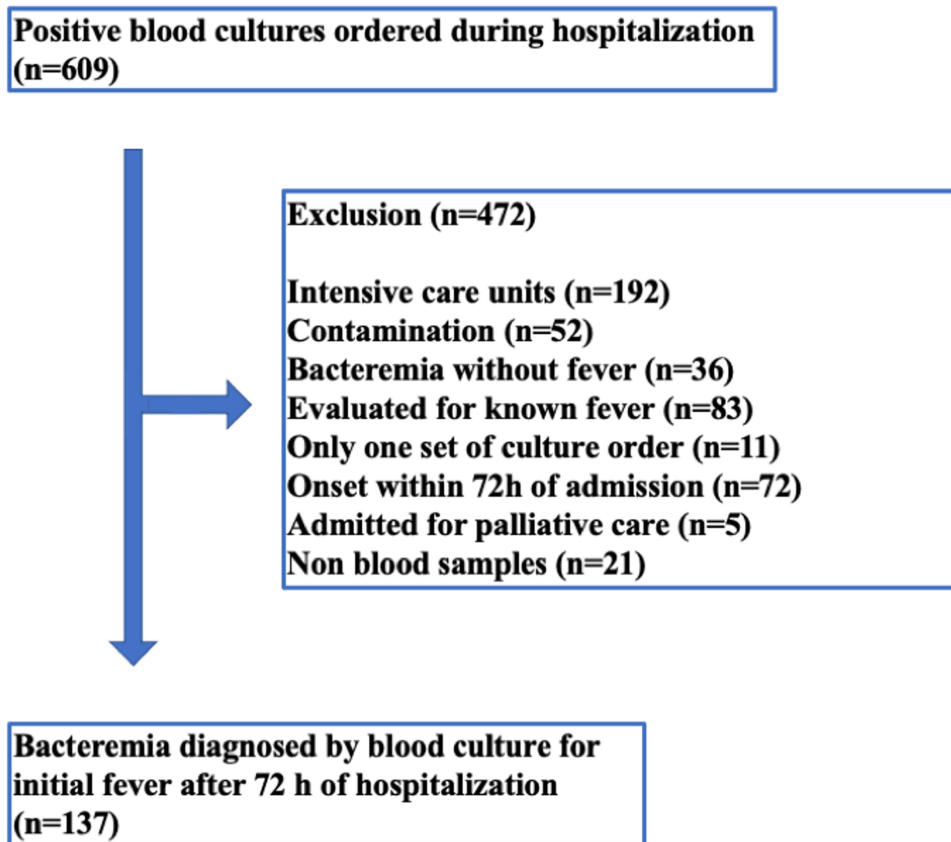 Positive blood cultures ordered during hospitalization
(n=609)
Exclusion (n=472)
Intensive care units (n=192)
Contamination (n=52)
Bacteremia without fever (n=36)
Evaluated for known fever (n=83)
Only one set of culture order (n=11)
Onset within 72h of admission (n=72)
Admitted for palliative care (n=5)
Non blood samples (n=21)
Bacteremia diagnosed by blood culture for
initial fever after 72 h of hospitalization
(n=137)